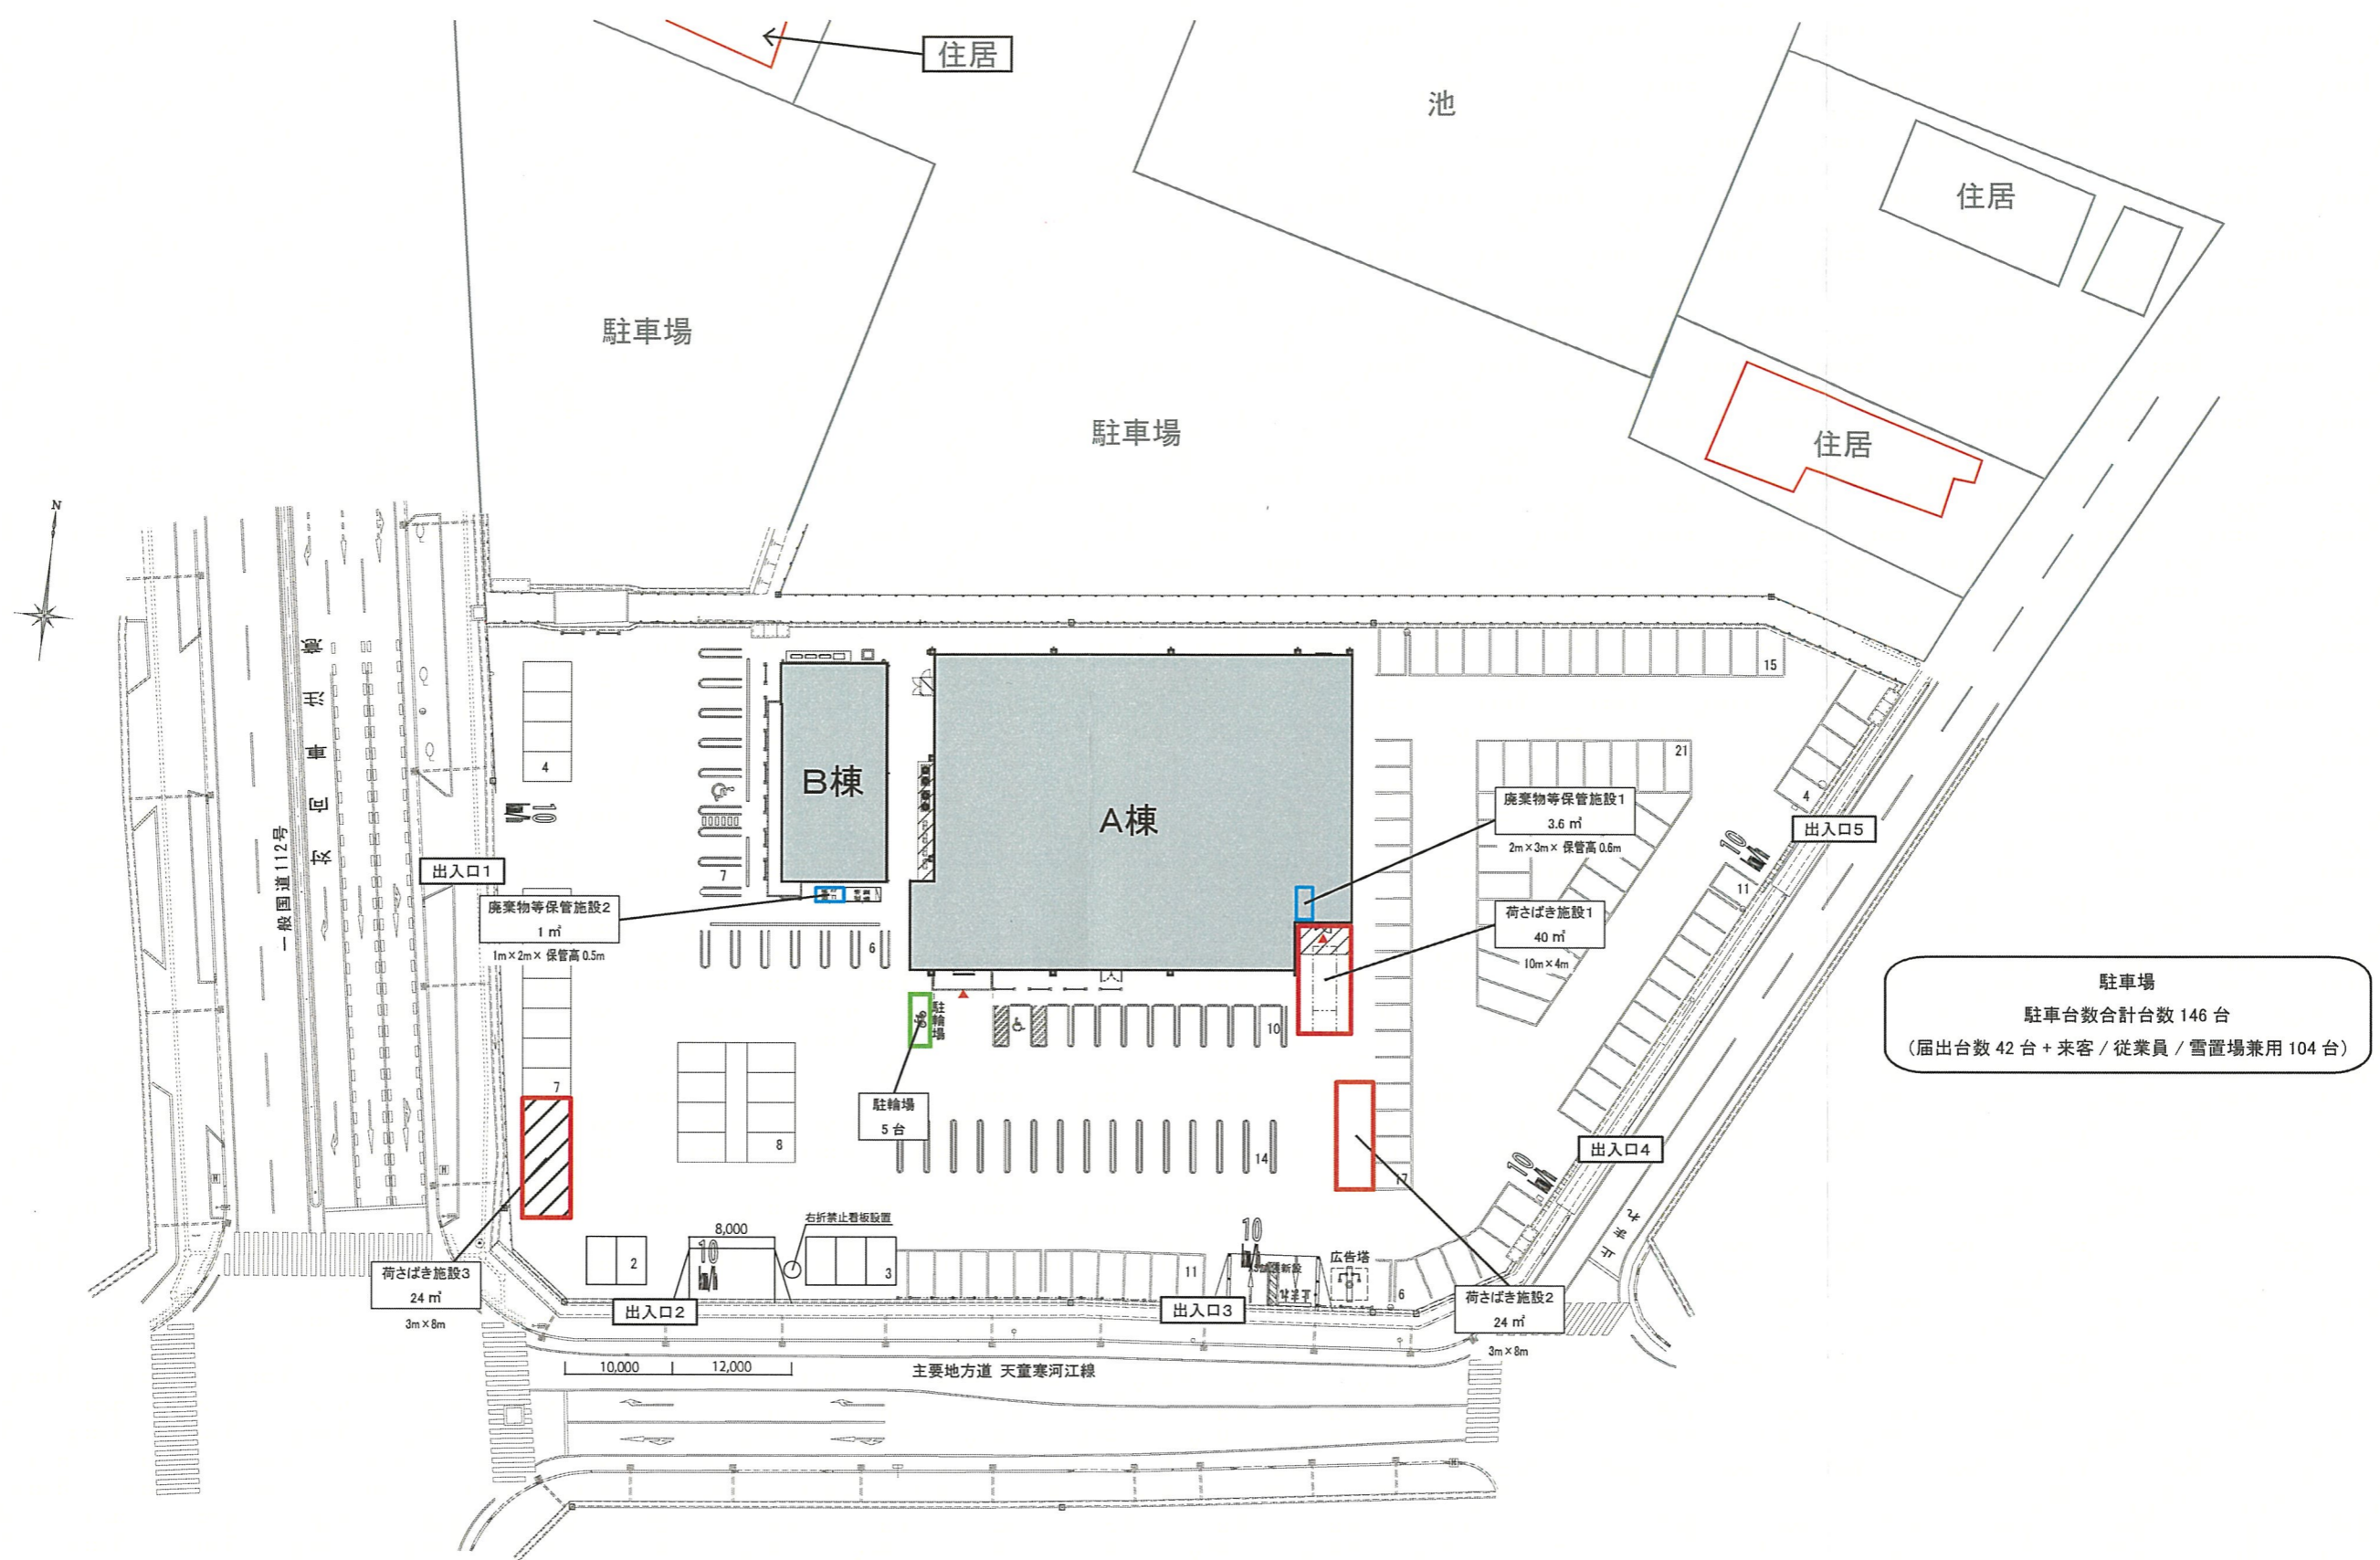 住居
池
住居
駐車場
駐車場
住居
N
15
21
4
B棟
A棟
4
10
廃棄物等保管施設1
3.6 ㎡
2m×3m× 保管高 0.6m
出入口5
10
11
一般国道112号
出入口1
7
廃棄物等保管施設2
1 ㎡
1m×2m× 保管高 0.5m
6
荷さばき施設1
40 ㎡
10m×4m
駐車場
駐車台数合計台数 146 台
(届出台数 42 台 + 来客 / 従業員 / 雪置場兼用 104 台)
駐輪場
10
7
駐輪場
5 台
8
14
17
出入口4
10
荷さばき施設3
24 ㎡
3m×8m
2
8,000
10
右折禁止看板設置
3
11
10
広告塔
6
出入口2
出入口3
荷さばき施設2
24 ㎡
3m×8m
止まれ
10,000
12,000
主要地方道 天童寒河江線